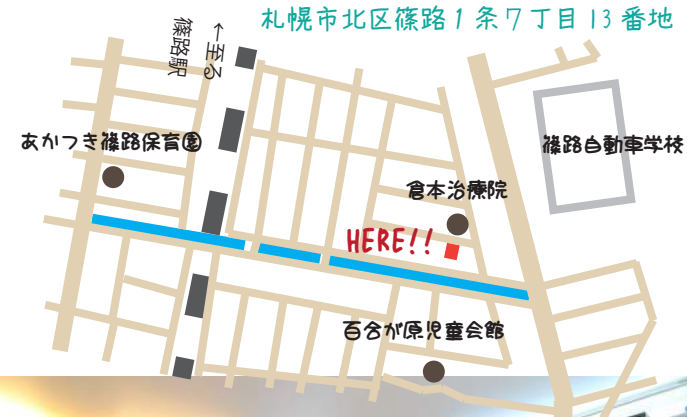 札幌市北区篠路1条7丁目13番地
←至る
篠路駅
あかつき篠路保育園
篠路自動車学校
倉本治療院
HERE!!
百合が原児童会館